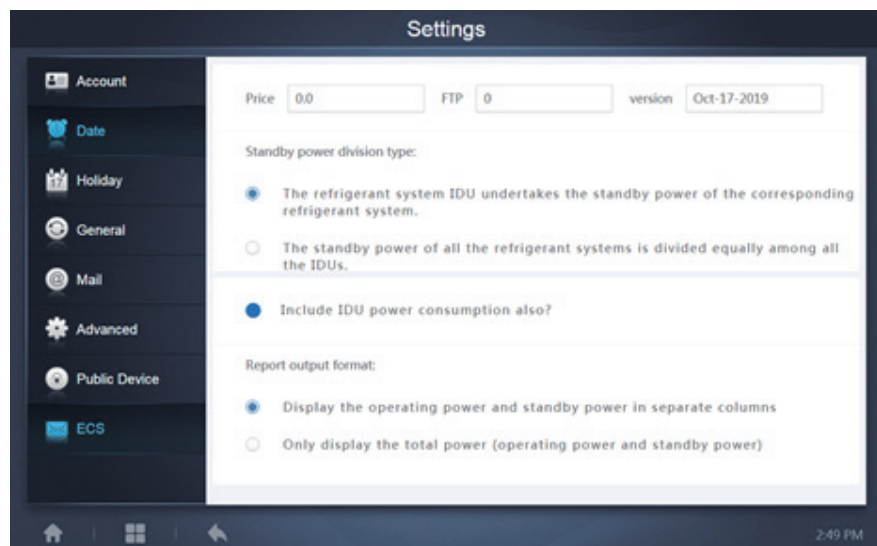 Settings
Account
Date
Holiday
General
Mail
Advanced
Public Device
ECS
Price 0.0 FTP 0 version Oct-17-2019
Standby power division type:
The refrigerant system IDU undertakes the standby power of the corresponding
refrigerant system.
The standby power of all the refrigerant systems is divided equally among all
the IDUs.
Include IDU power consumption also?
Report output format:
Display the operating power and standby power in separate columns
Only display the total power (operating power and standby power)
2:49 PM